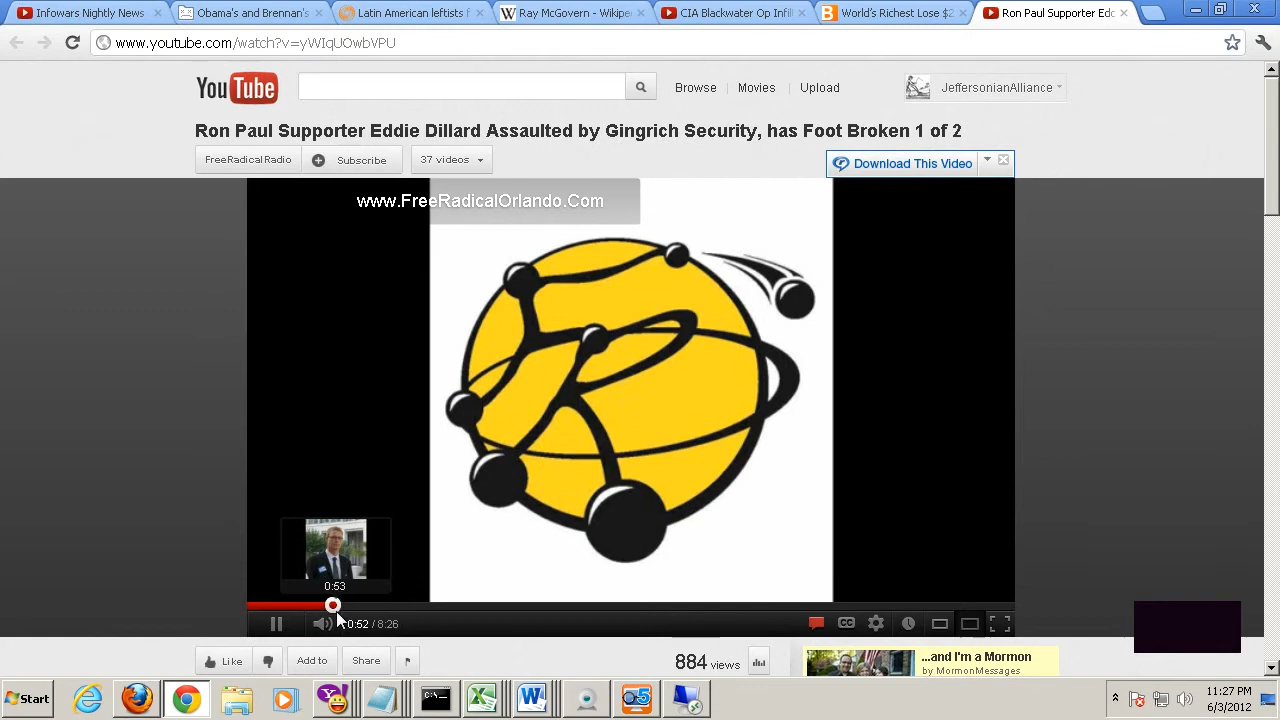 Infowars Nightly News
Obama's and Brennan's
Latin American leftists f
Ray McGovern - Wikipe
CIA Blackwater Op Infil
World's Richest Lose $2
Ron Paul Supporter Edd
www.youtube.com/watch?v=yWIqUOwbVPU
YouTube
Browse
Movies
Upload
JeffersonianAlliance
Ron Paul Supporter Eddie Dillard Assaulted by Gingrich Security, has Foot Broken 1 of 2
FreeRadicalRadio
Subscribe
37 videos
Download This Video
www.FreeRadicalOrlando.Com
0:53
0:52 / 8:26
CC
Like
Add to
Share
884 views
...and I'm a Mormon
by MormonMessages
Start
11:27 PM
6/3/2012